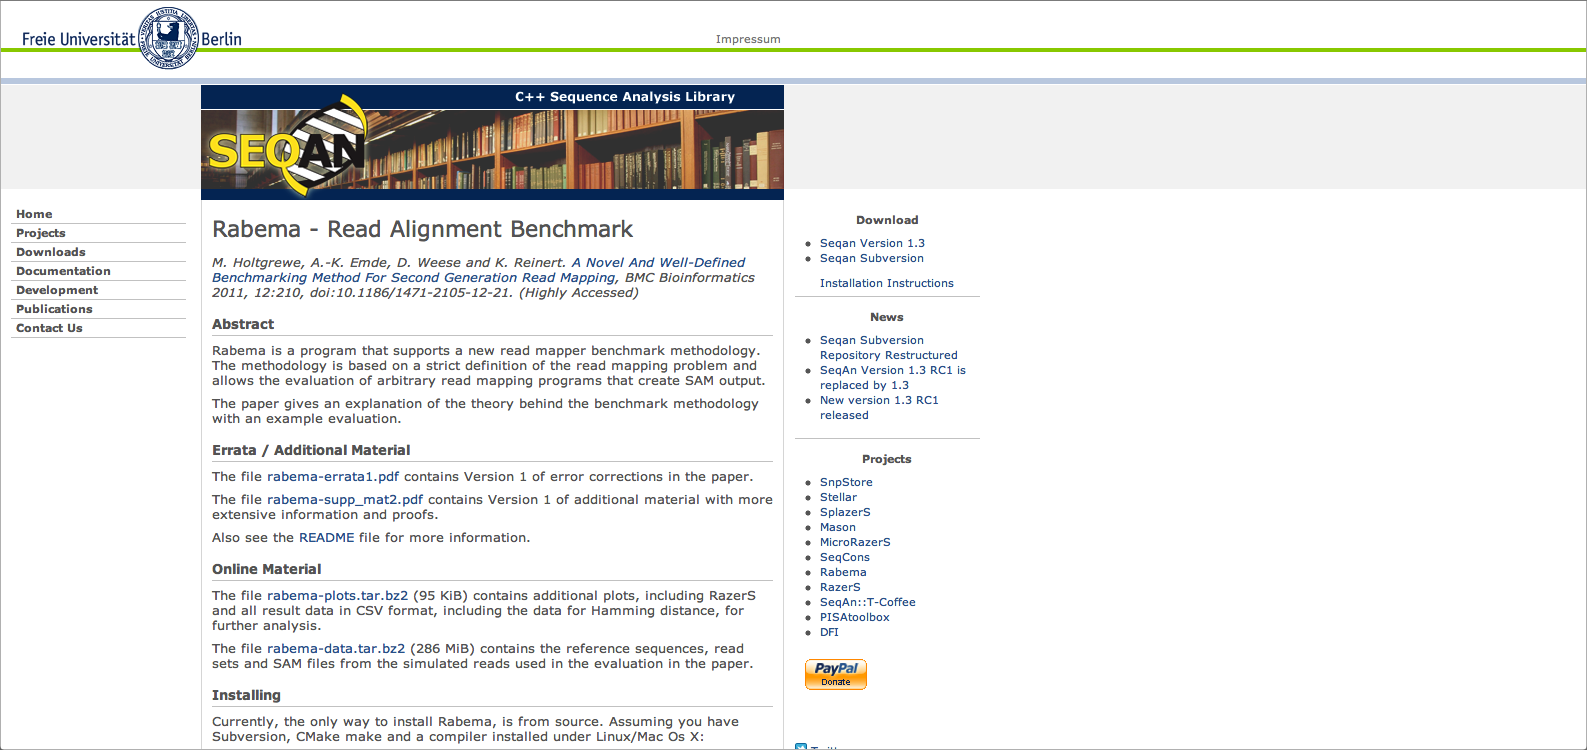 Freie Universität Berlin
Impressum
C++ Sequence Analysis Library
SEQAN
Home
Projects
Downloads
Documentation
Development
Publications
Contact Us
Rabema - Read Alignment Benchmark
M. Holtgrewe, A.-K. Emde, D. Weese and K. Reinert. A Novel And Well-Defined
Benchmarking Method For Second Generation Read Mapping, BMC Bioinformatics
2011, 12:210, doi:10.1186/1471-2105-12-21. (Highly Accessed)
Abstract
Rabema is a program that supports a new read mapper benchmark methodology.
The methodology is based on a strict definition of the read mapping problem and
allows the evaluation of arbitrary read mapping programs that create SAM output.
The paper gives an explanation of the theory behind the benchmark methodology
with an example evaluation.
Errata / Additional Material
The file rabema-errata1.pdf contains Version 1 of error corrections in the paper.
The file rabema-supp_mat2.pdf contains Version 1 of additional material with more
extensive information and proofs.
Also see the README file for more information.
Online Material
The file rabema-plots.tar.bz2 (95 KiB) contains additional plots, including RazerS
and all result data in CSV format, including the data for Hamming distance, for
further analysis.
The file rabema-data.tar.bz2 (286 MiB) contains the reference sequences, read
sets and SAM files from the simulated reads used in the evaluation in the paper.
Installing
Currently, the only way to install Rabema, is from source. Assuming you have
Subversion, CMake make and a compiler installed under Linux/Mac Os X:
Download
Seqan Version 1.3
Seqan Subversion
Installation Instructions
News
Seqan Subversion
Repository Restructured
SeqAn Version 1.3 RC1 is
replaced by 1.3
New version 1.3 RC1
released
Projects
SnpStore
Stellar
SplazerS
Mason
MicroRazerS
SeqCons
Rabema
RazerS
SeqAn::T-Coffee
PISAtoolbox
DFI
PayPal
Donate